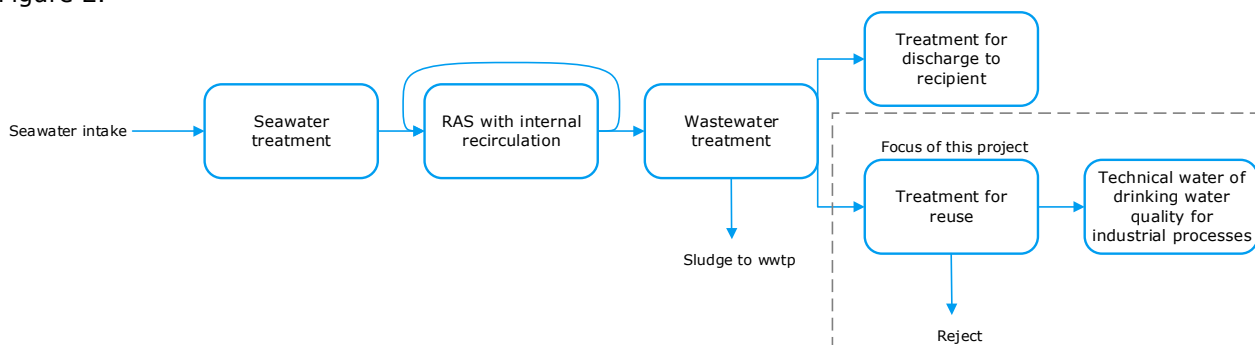 Seawater intake
Seawater
treatment
RAS with internal
recirculation
Wastewater
treatment
Sludge to wwtp
Treatment for
discharge to
recipient
Focus of this project
Treatment for
reuse
Reject
Technical water of
drinking water
quality for
industrial processes